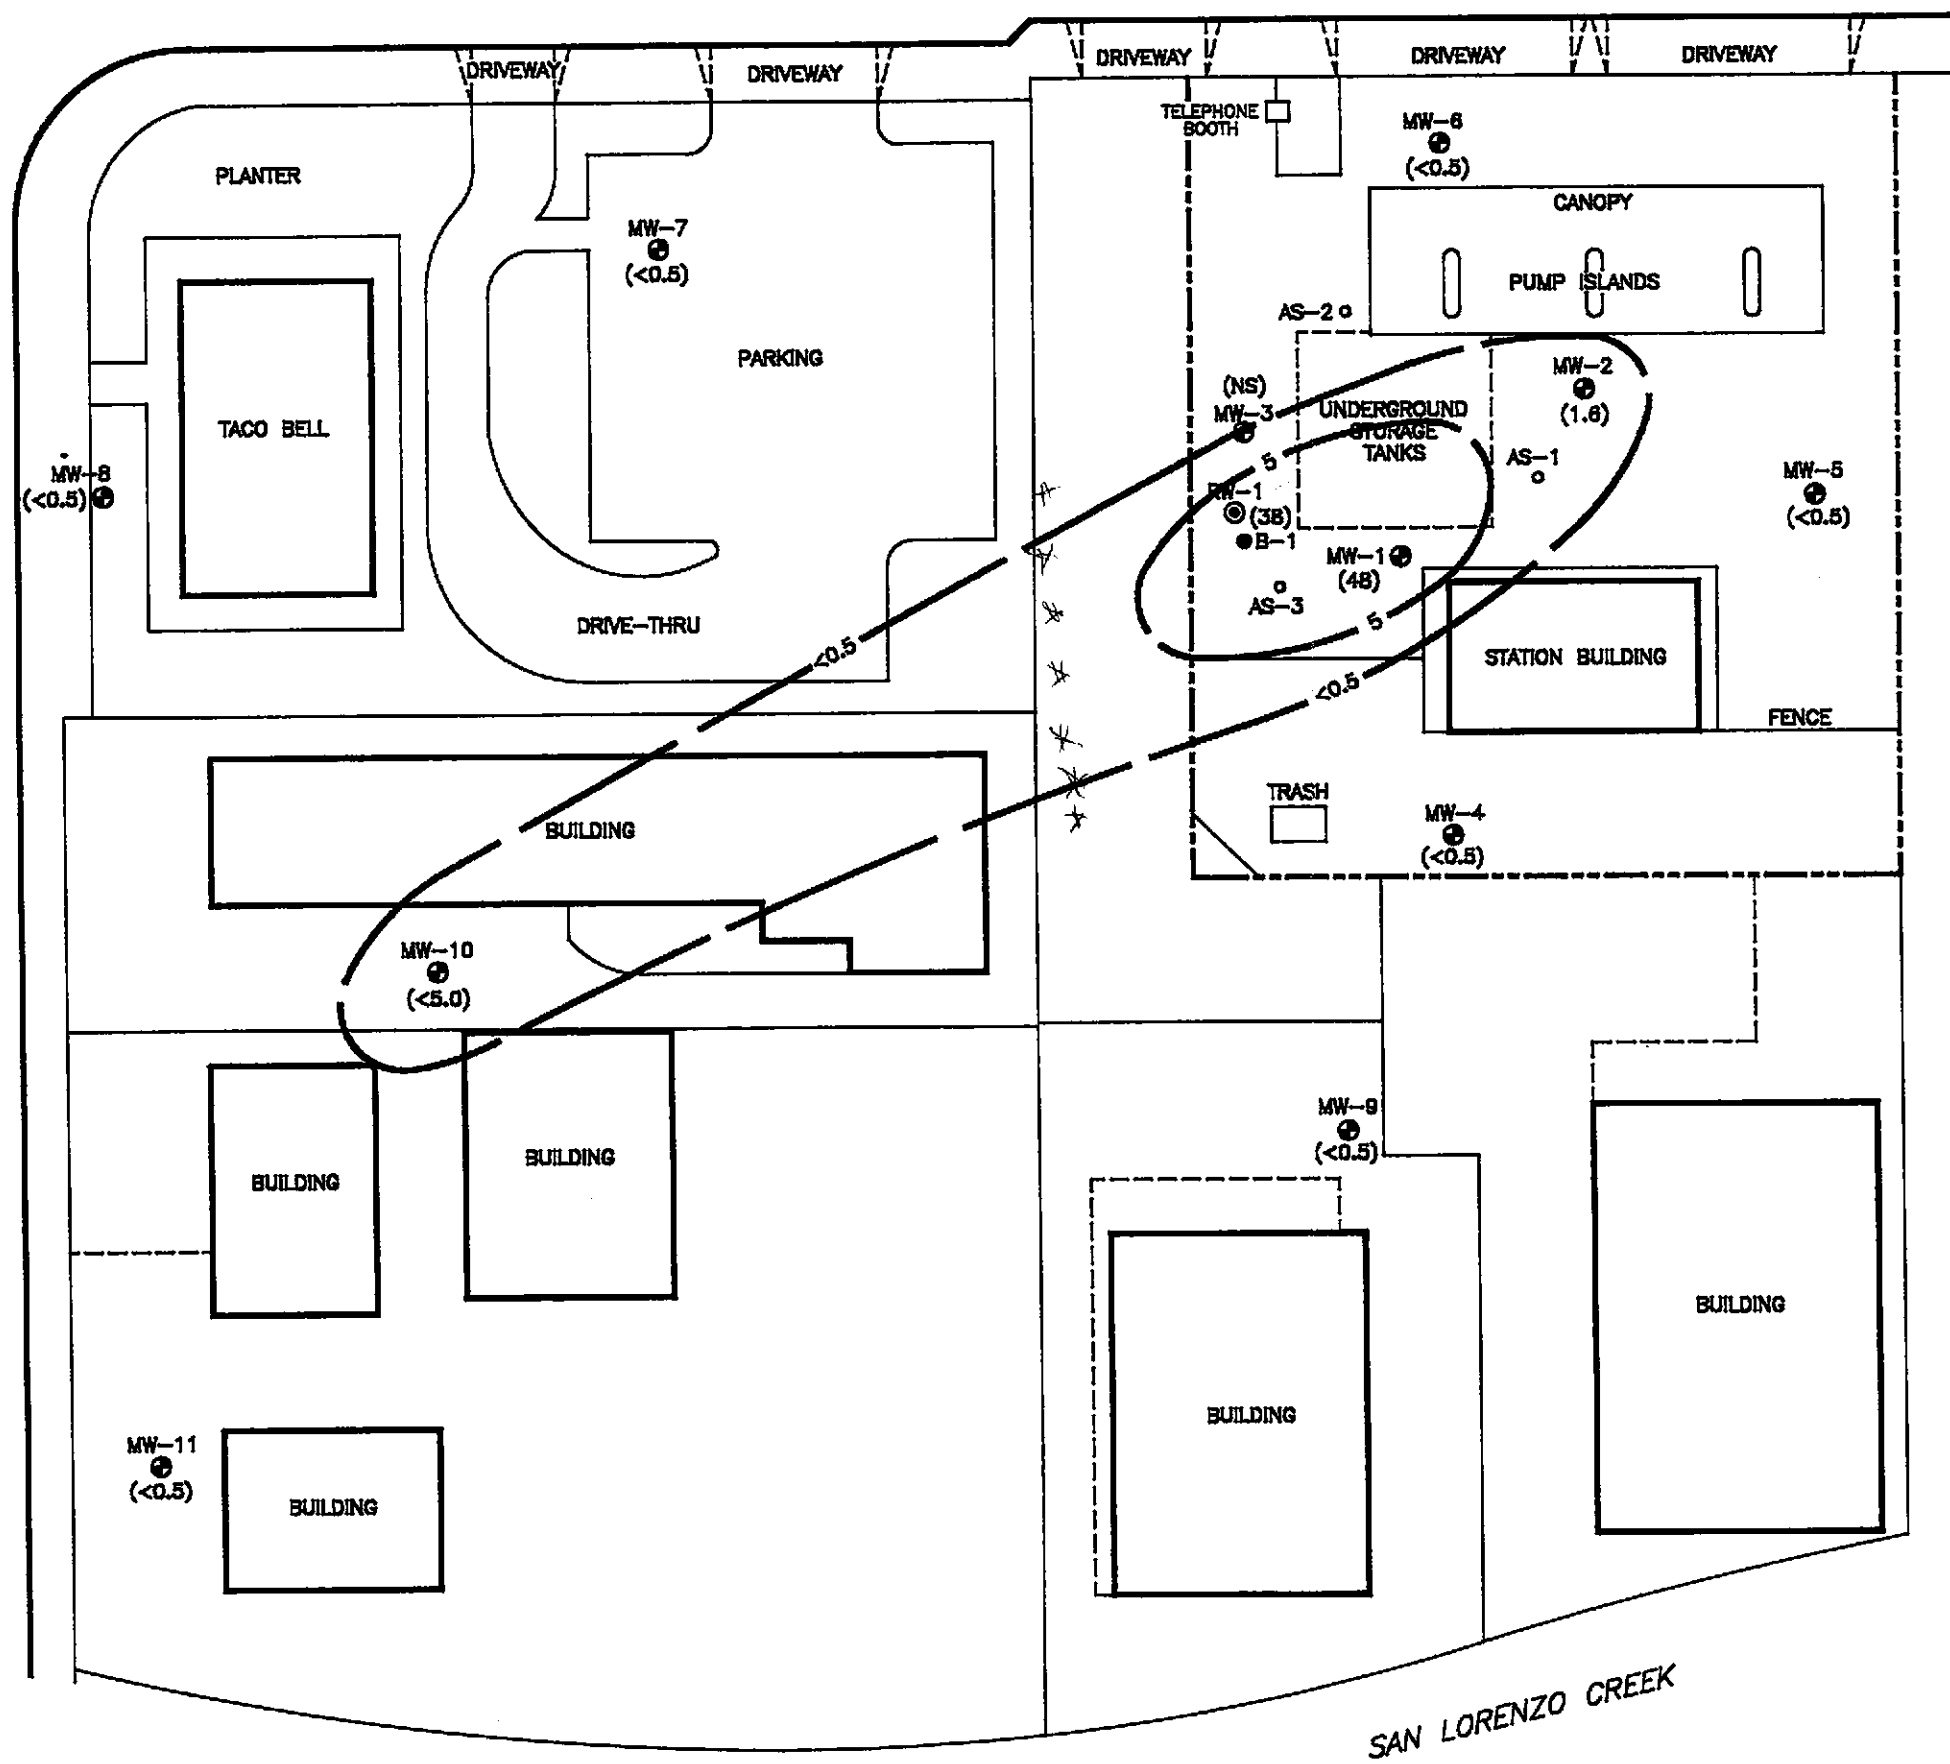 DRIVEWAY
DRIVEWAY
DRIVEWAY
DRIVEWAY
DRIVEWAY
TELEPHONE
BOOTH
MW-6
(<0.5)
PLANTER
CANOPY
MW-7
(<0.5)
PUMP ISLANDS
AS-2
PARKING
MW-2
(1.6)
(NS)
MW-3
UNDERGROUND
STORAGE
TANKS
TACO BELL
5
AS-1
MW-8
(<0.5)
MW-5
(<0.5)
RW-1
(38)
B-1
MW-1
(48)
AS-3
DRIVE-THRU
5
<0.5
STATION BUILDING
<0.5
FENCE
TRASH
MW-4
(<0.5)
BUILDING
MW-10
(<5.0)
MW-9
(<0.5)
BUILDING
BUILDING
BUILDING
BUILDING
MW-11
(<0.5)
BUILDING
SAN LORENZO CREEK